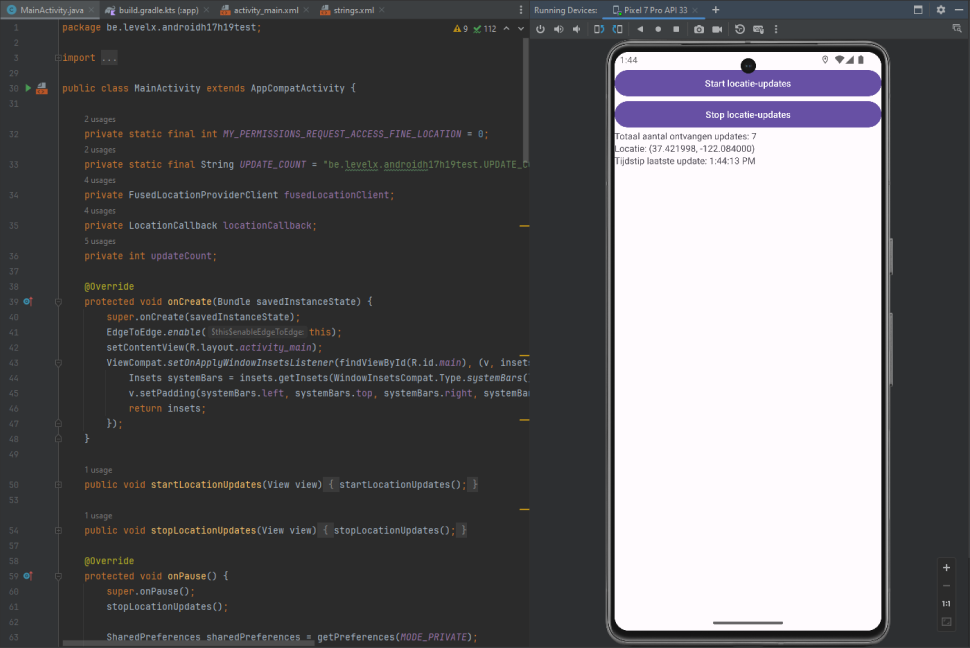 MainActivity.java build.gradle.kts (:app) activity_main.xml strings.xml
Running Devices: Pixel 7 Pro API 33
1 package be.levelx.androidh17h19test; 9 112
3 import ...
29
30 public class MainActivity extends AppCompatActivity {
31
2 usages
32 private static final int MY_PERMISSIONS_REQUEST_ACCESS_FINE_LOCATION = 0;
2 usages
33 private static final String UPDATE_COUNT = "be.levelx.androidh17h19test.UPDATE_C
4 usages
34 private FusedLocationProviderClient fusedLocationClient;
4 usages
35 private LocationCallback locationCallback;
5 usages
36 private int updateCount;
37
38 @Override
39 protected void onCreate(Bundle savedInstanceState) {
40 super.onCreate(savedInstanceState);
41 EdgeToEdge.enable( $this$enableEdgeToEdge: this);
42 setContentView(R.layout.activity_main);
43 ViewCompat.setOnApplyWindowInsetsListener(findViewById(R.id.main), (v, insets
44 Insets systemBars = insets.getInsets(WindowInsetsCompat.Type.systemBars()
45 v.setPadding(systemBars.left, systemBars.top, systemBars.right, systemBar
46 return insets;
47 });
48 }
49
1 usage
50 public void startLocationUpdates(View view) { startLocationUpdates(); }
53
1 usage
54 public void stopLocationUpdates(View view) { stopLocationUpdates(); }
57
58 @Override
59 protected void onPause() {
60 super.onPause();
61 stopLocationUpdates();
62
63 SharedPreferences sharedPreferences = getPreferences(MODE_PRIVATE);
1:44
Start locatie-updates
Stop locatie-updates
Totaal aantal ontvangen updates: 7
Locatie: (37.421998, -122.084000)
Tijdstip laatste update: 1:44:13 PM
1:1